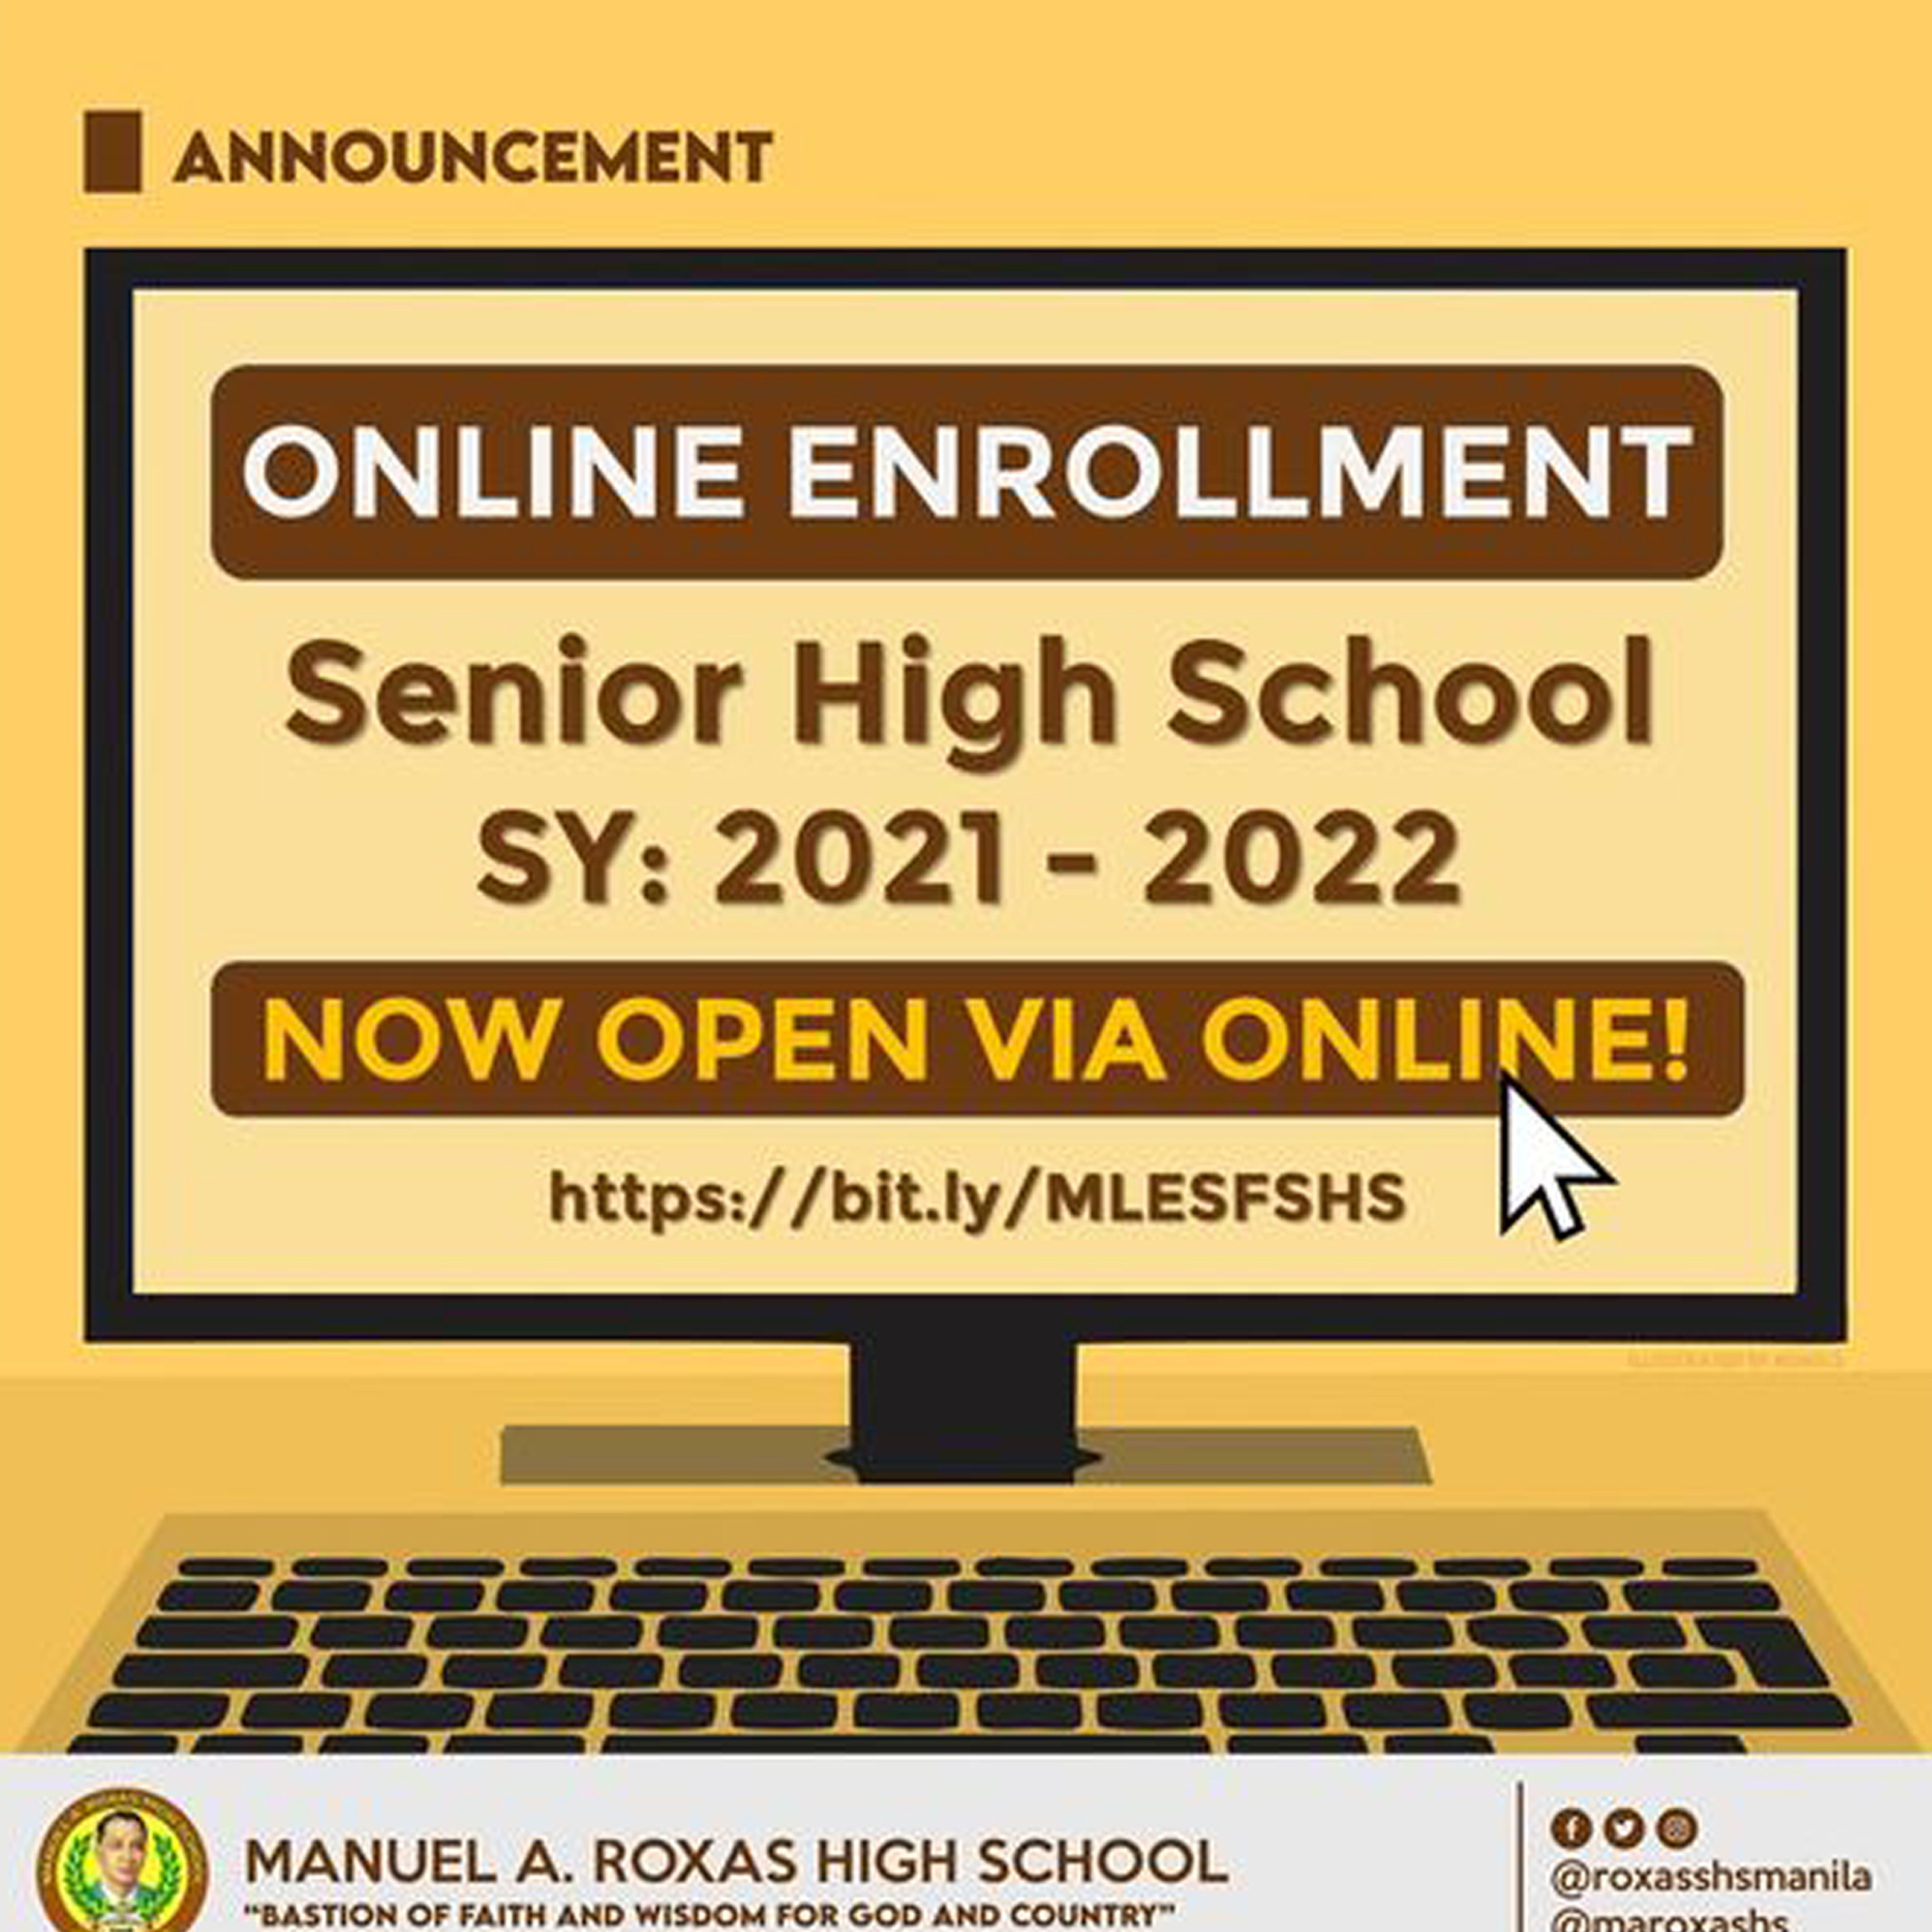 ANNOUNCEMENT
ONLINE ENROLLMENT
Senior High School
SY: 2021 - 2022
NOW OPEN VIA ONLINE!
https://bit.ly/MLESFSHS
MANUEL A. ROXAS HIGH SCHOOL
"BASTION OF FAITH AND WISDOM FOR GOD AND COUNTRY"
@roxasshsmanila
@maroxashs